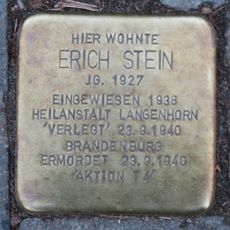 HIER WOHNTE
ERICH STEIN
JG. 1927
EINGEWIESEN 1938
HEILANSTALT LANGENHORN
'VERLEGT' 23.9.1940
BRANDENBURG
ERMORDET 23.9.1940
'AKTION T4'